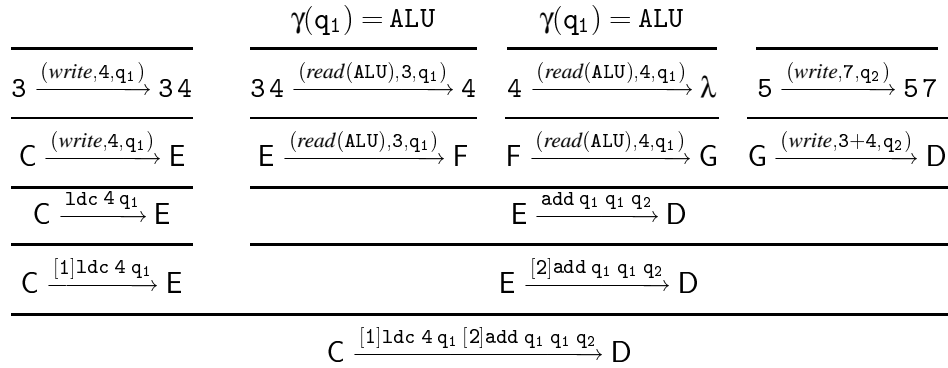 γ(q₁) = ALU γ(q₁) = ALU
3 (write,4,q₁)→ 3 4 3 4 (read(ALU),3,q₁)→ 4 4 (read(ALU),4,q₁)→ λ 5 (write,7,q₂)→ 5 7
C (write,4,q₁)→ E E (read(ALU),3,q₁)→ F F (read(ALU),4,q₁)→ G G (write,3+4,q₂)→ D
C ldc 4 q₁→ E E add q₁ q₁ q₂→ D
C [1]ldc 4 q₁→ E E [2]add q₁ q₁ q₂→ D
C [1]ldc 4 q₁ [2]add q₁ q₁ q₂→ D